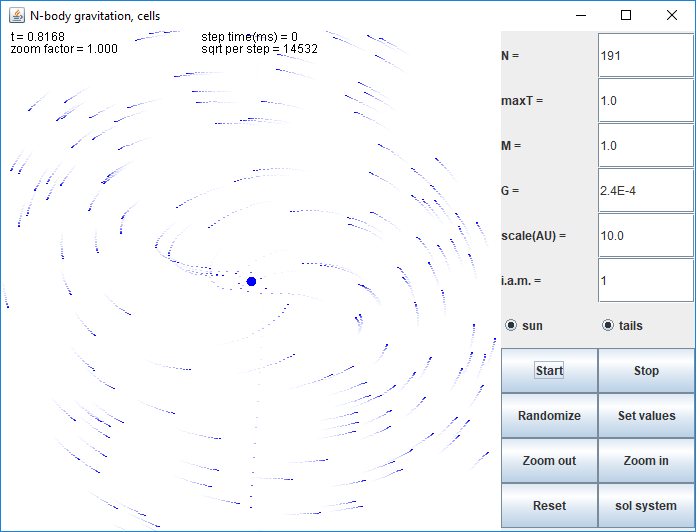 N-body gravitation, cells
t = 0.8168 step time(ms) = 0
zoom factor = 1.000 sqrt per step = 14532
N = 191
maxT = 1.0
M = 1.0
G = 2.4E-4
scale(AU) = 10.0
i.a.m. = 1
sun tails
Start Stop
Randomize Set values
Zoom out Zoom in
Reset sol system